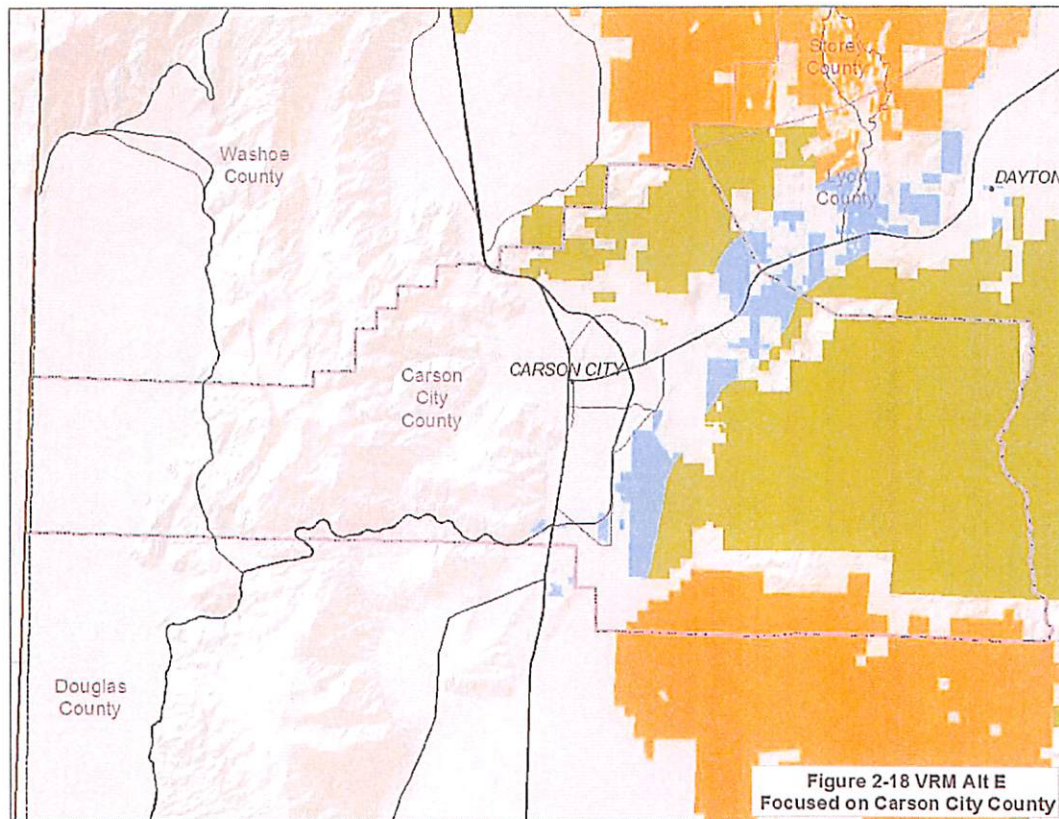 Storey
County
Washoe
County
Lyon
County
DAYTON
CARSON CITY
Carson
City
County
Douglas
County
Figure 2-18 VRM Alt E
Focused on Carson City County